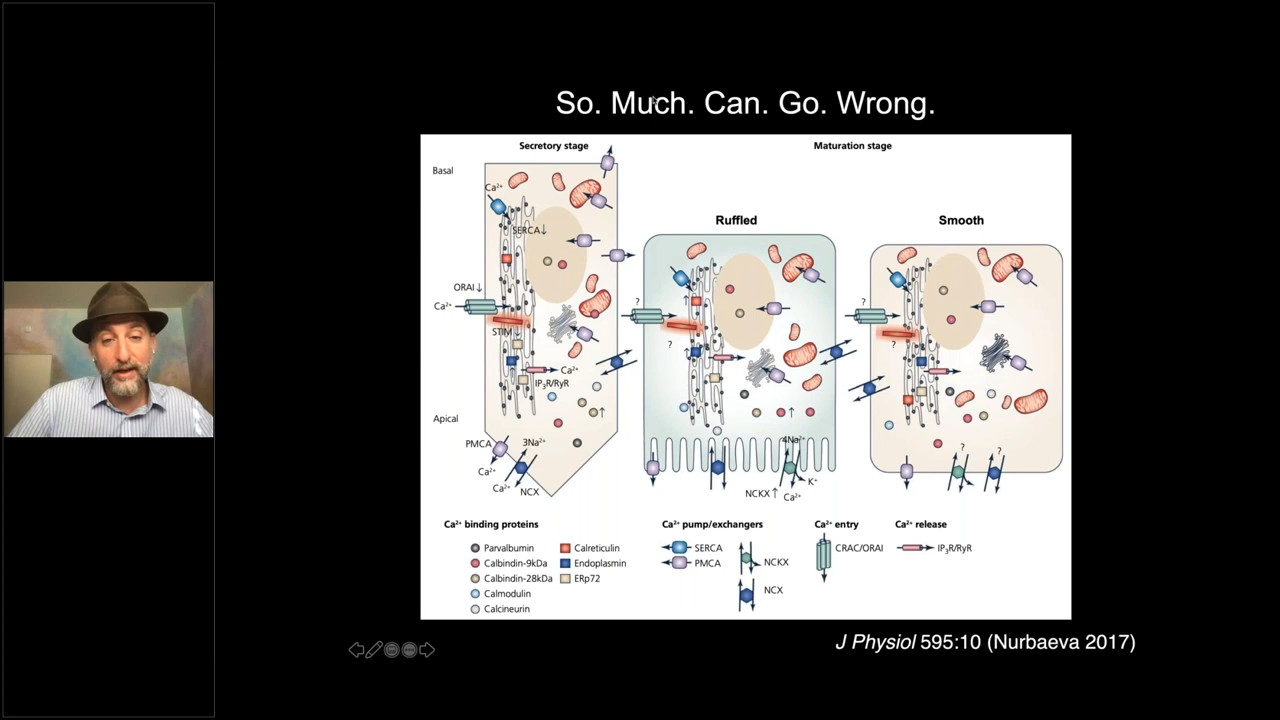 So. Much. Can. Go. Wrong.
Secretory stage
Maturation stage
Basal
Ruffled
Smooth
Ca²⁺
SERCA↓
ORAI↓
Ca²⁺
?
?
STIM
?
?
Ca²⁺
IP₃R/RyR
↑
↑
↑
↑
Apical
PMCA
3Na⁺
Ca²⁺
Ca²⁺
NCX
4Na⁺
K⁺
NCKX↑
Ca²⁺
?
?
Ca²⁺ binding proteins
Parvalbumin
Calbindin-9kDa
Calbindin-28kDa
Calmodulin
Calcineurin
Calreticulin
Endoplasmin
ERp72
Ca²⁺ pump/exchangers
SERCA
PMCA
NCKX
NCX
Ca²⁺ entry
CRAC/ORAI
Ca²⁺ release
IP₃R/RyR
J Physiol 595:10 (Nurbaeva 2017)